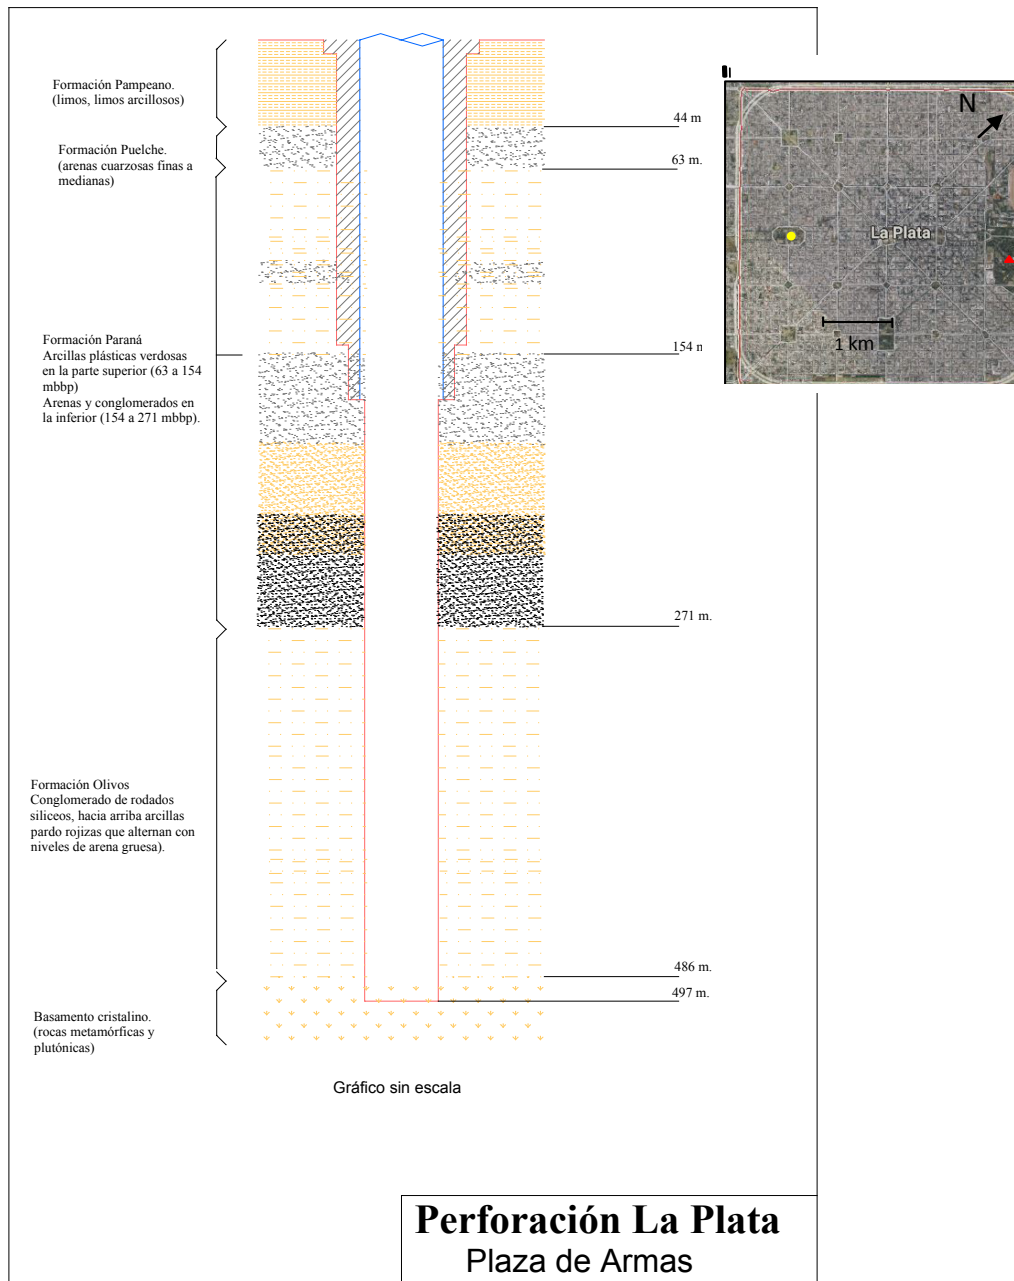 Formación Pampeano.
(limos, limos arcillosos)
44 m
Formación Puelche.
(arenas cuarzosas finas a
medianas)
63 m.
N
La Plata
1 km
Formación Paraná
Arcillas plásticas verdosas
en la parte superior (63 a 154
mbbp)
Arenas y conglomerados en
la inferior (154 a 271 mbbp).
154 m
271 m.
Formación Olivos
Conglomerado de rodados
siliceos, hacia arriba arcillas
pardo rojizas que alternan con
niveles de arena gruesa).
486 m.
497 m.
Basamento cristalino.
(rocas metamórficas y
plutónicas)
Gráfico sin escala
Perforación La Plata
Plaza de Armas